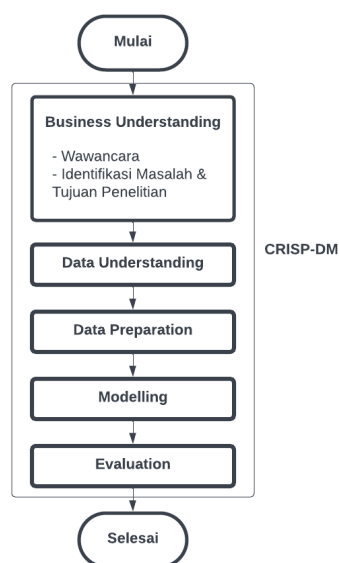 Mulai
Business Understanding
- Wawancara
- Identifikasi Masalah &
Tujuan Penelitian
CRISP-DM
Data Understanding
Data Preparation
Modelling
Evaluation
Selesai